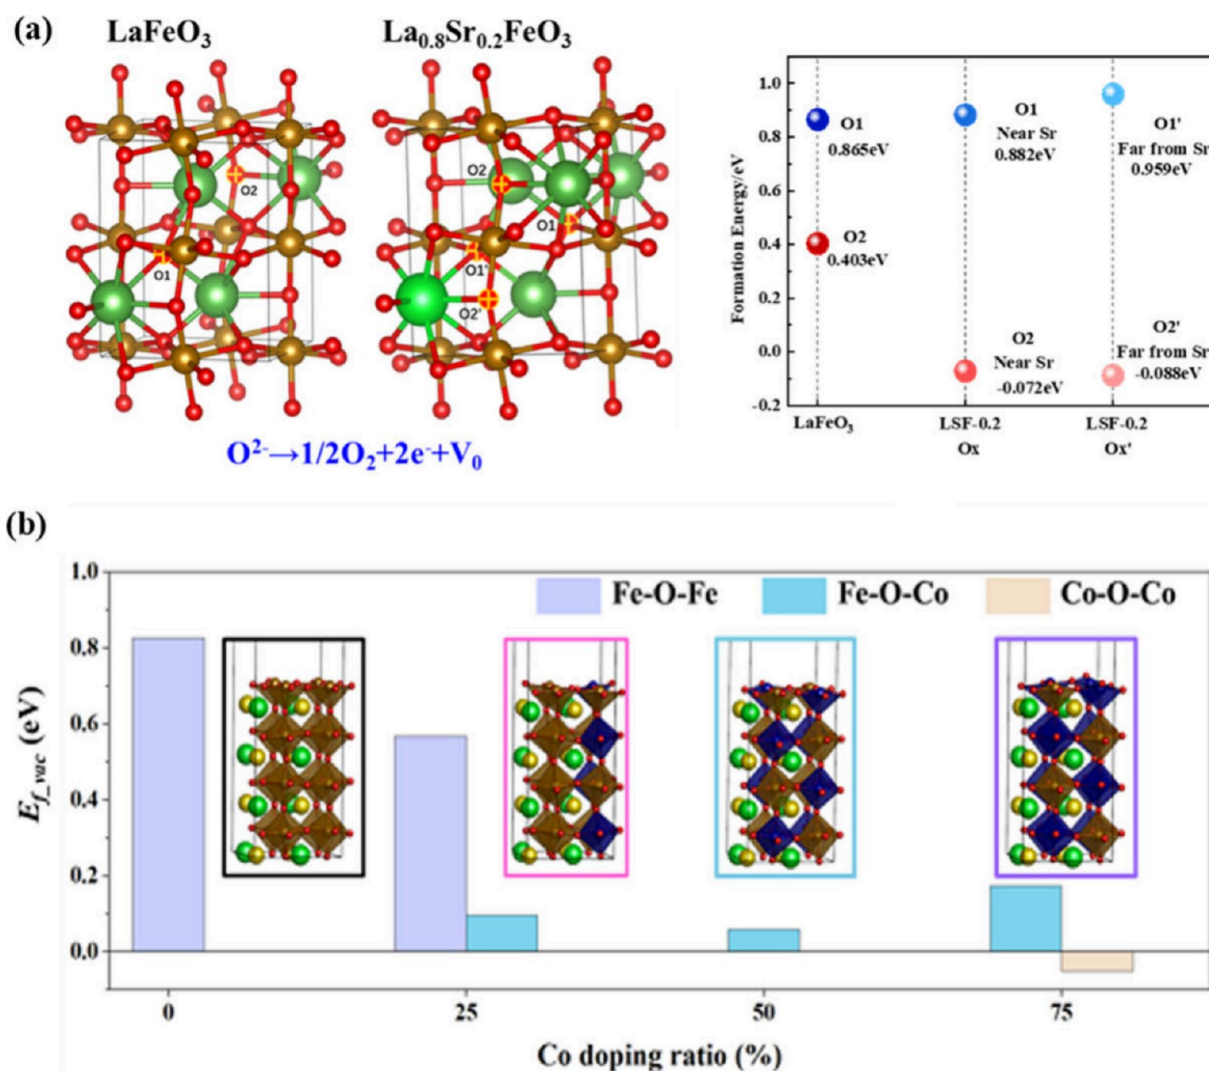 (a)
LaFeO₃
La₀.₈Sr₀.₂FeO₃
O2
O1
O2
O1
O1'
O2'
O²⁻→1/2O₂+2e⁻+V₀
Formation Energy/eV
1.0
0.8
0.6
0.4
0.2
0.0
-0.2
O1
0.865eV
O2
0.403eV
O1
Near Sr
0.882eV
O2
Near Sr
-0.072eV
O1'
Far from Sr
0.959eV
O2'
Far from Sr
-0.088eV
LaFeO₃
LSF-0.2
Ox
LSF-0.2
Ox'
(b)
E_f_vac (eV)
1.0
0.8
0.6
0.4
0.2
0.0
Fe-O-Fe
Fe-O-Co
Co-O-Co
0
25
50
75
Co doping ratio (%)